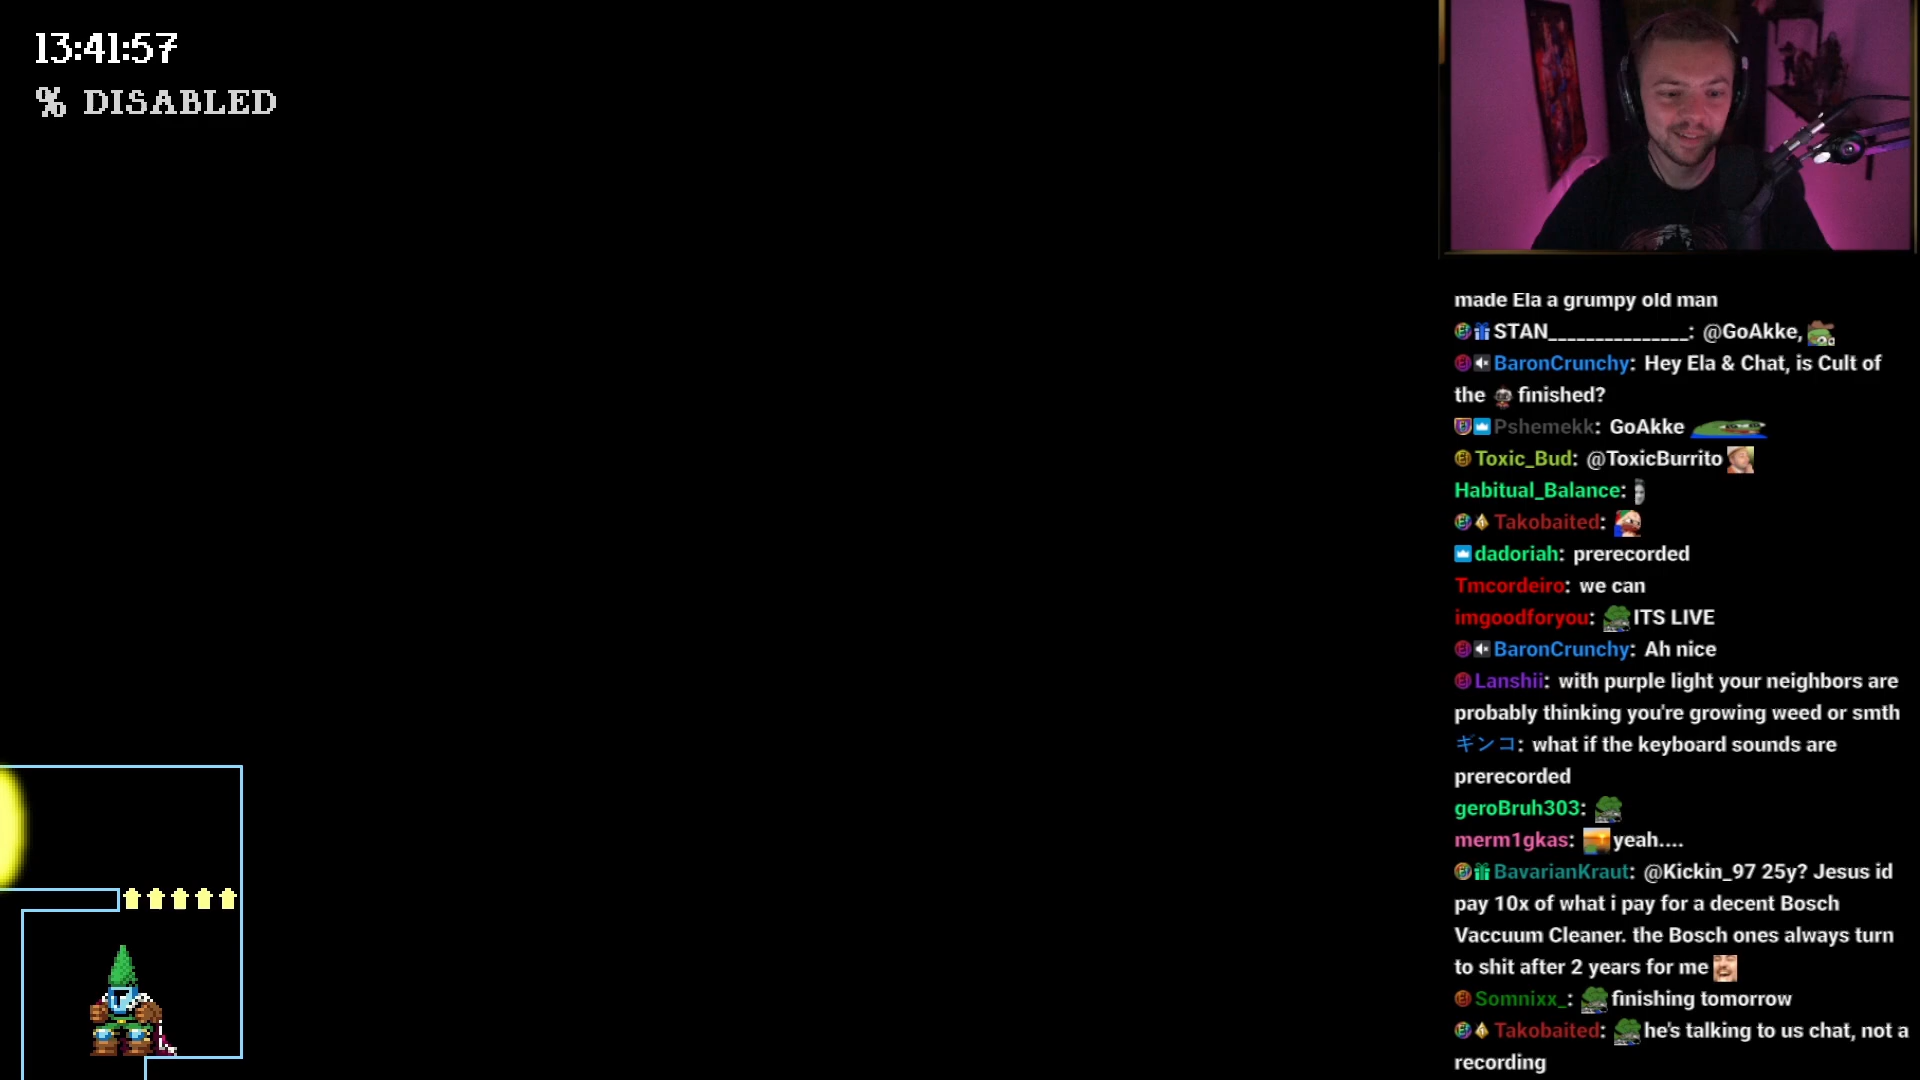 13:41:57
% DISABLED
made Ela a grumpy old man
STAN_______________: @GoAkke,
BaronCrunchy: Hey Ela & Chat, is Cult of
the finished?
Pshemekk: GoAkke
Toxic_Bud: @ToxicBurrito
Habitual_Balance:
Takobaited:
dadoriah: prerecorded
Tmcordeiro: we can
imgoodforyou: ITS LIVE
BaronCrunchy: Ah nice
Lanshii: with purple light your neighbors are
probably thinking you're growing weed or smth
ギンコ: what if the keyboard sounds are
prerecorded
geroBruh303:
merm1gkas: yeah....
BavarianKraut: @Kickin_97 25y? Jesus id
pay 10x of what i pay for a decent Bosch
Vaccuum Cleaner. the Bosch ones always turn
to shit after 2 years for me
Somnixx_: finishing tomorrow
Takobaited: he's talking to us chat, not a
recording